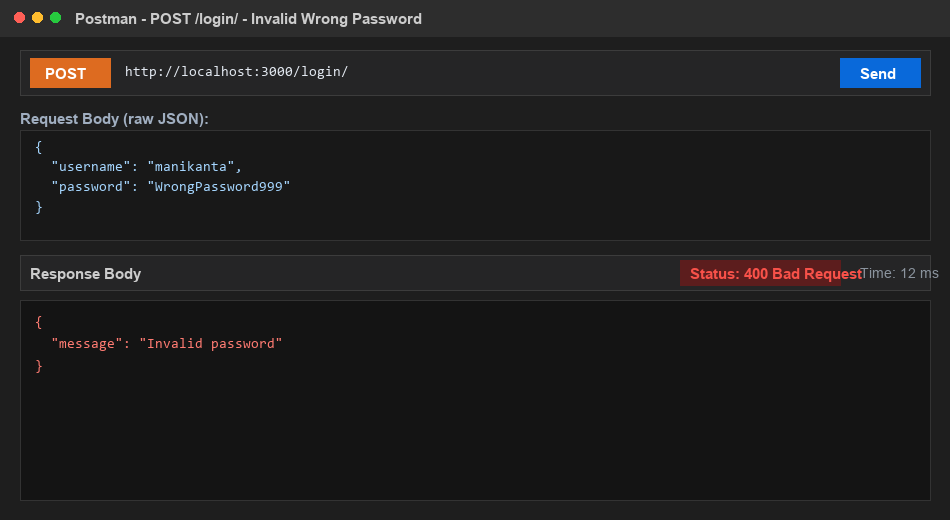 Postman - POST /login/ - Invalid Wrong Password
POST http://localhost:3000/login/ Send
Request Body (raw JSON):
{
  "username": "manikanta",
  "password": "WrongPassword999"
}
Response Body Status: 400 Bad Request Time: 12 ms
{
  "message": "Invalid password"
}